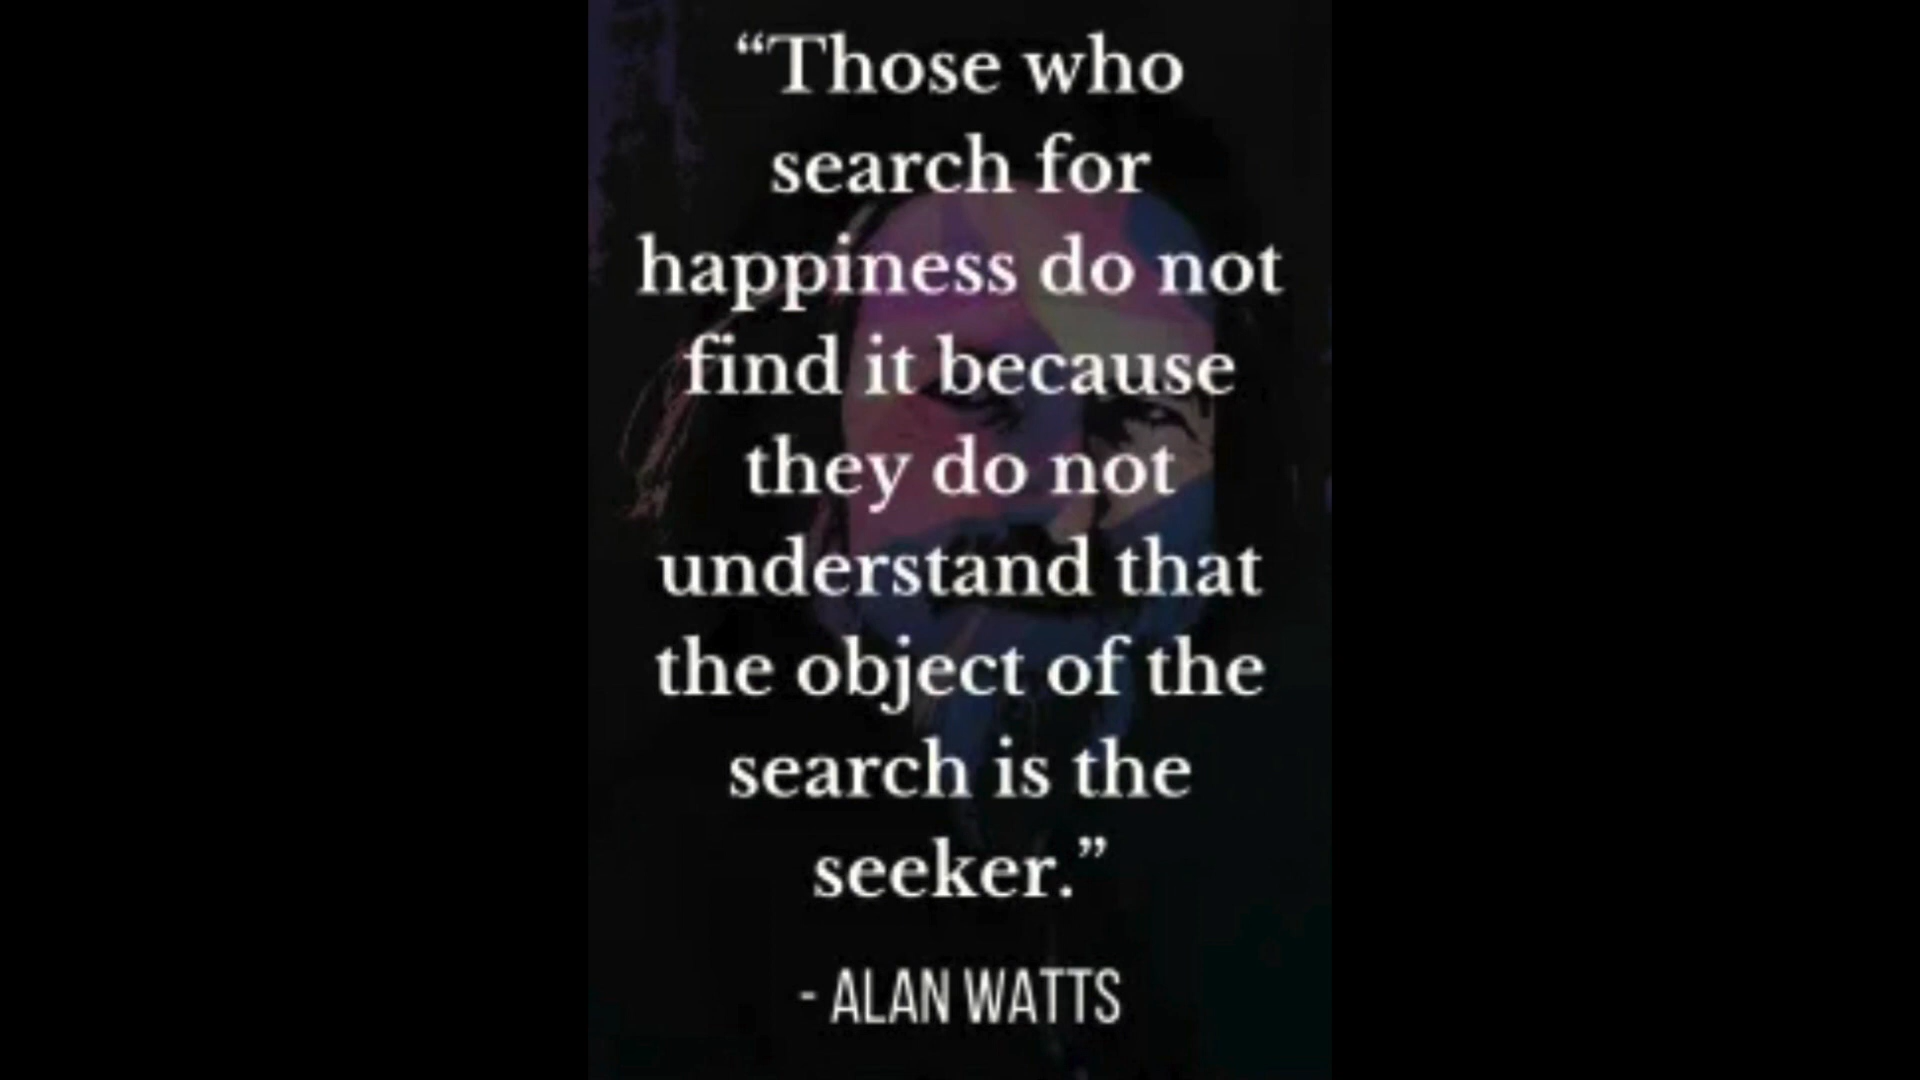 “Those who
search for
happiness do not
find it because
they do not
understand that
the object of the
search is the
seeker.”
- ALAN WATTS